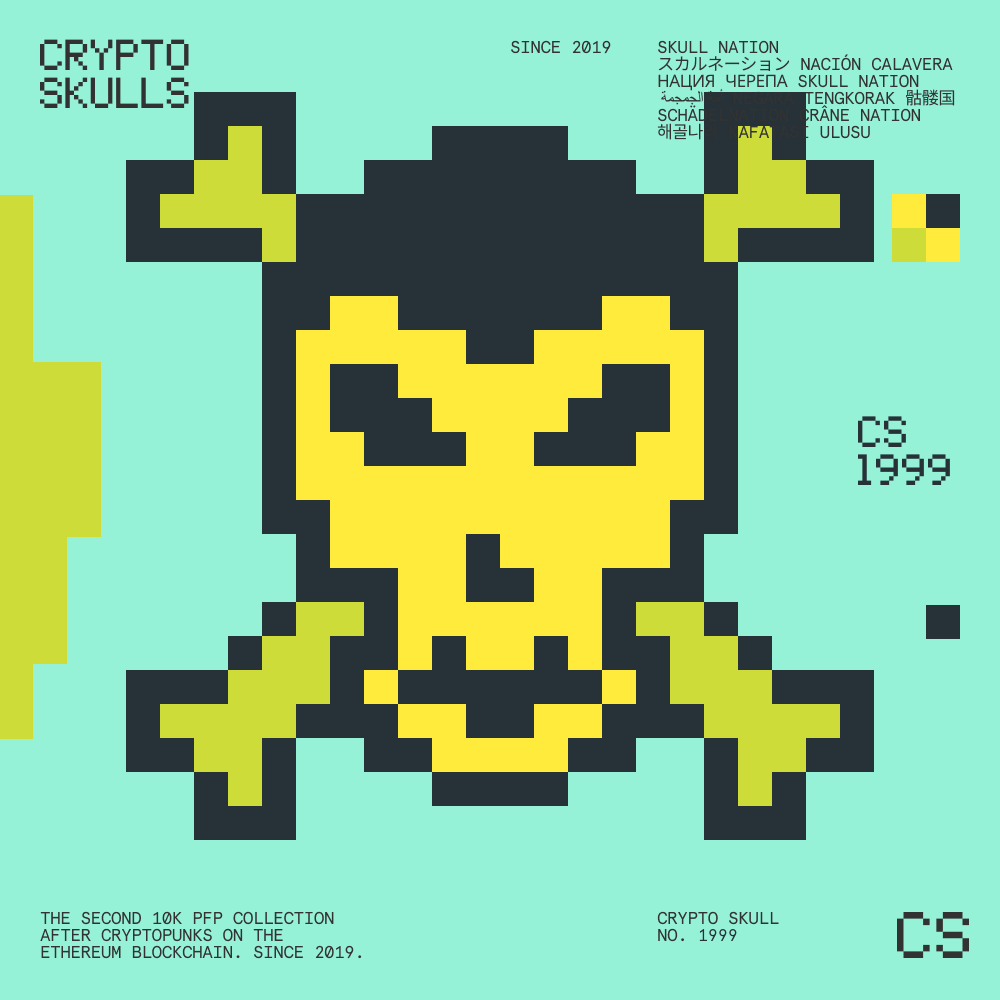 CRYPTO
SKULLS
SINCE 2019
SKULL NATION
スカルネーション NACIÓN CALAVERA
НАЦИЯ ЧЕРЕПА SKULL NATION
الجمجمة TENGKORAK 骷髅国
CRÂNE NATION
해골나 ULUSU
CS
1999
THE SECOND 10K PFP COLLECTION
AFTER CRYPTOPUNKS ON THE
ETHEREUM BLOCKCHAIN. SINCE 2019.
CRYPTO SKULL
NO. 1999
CS